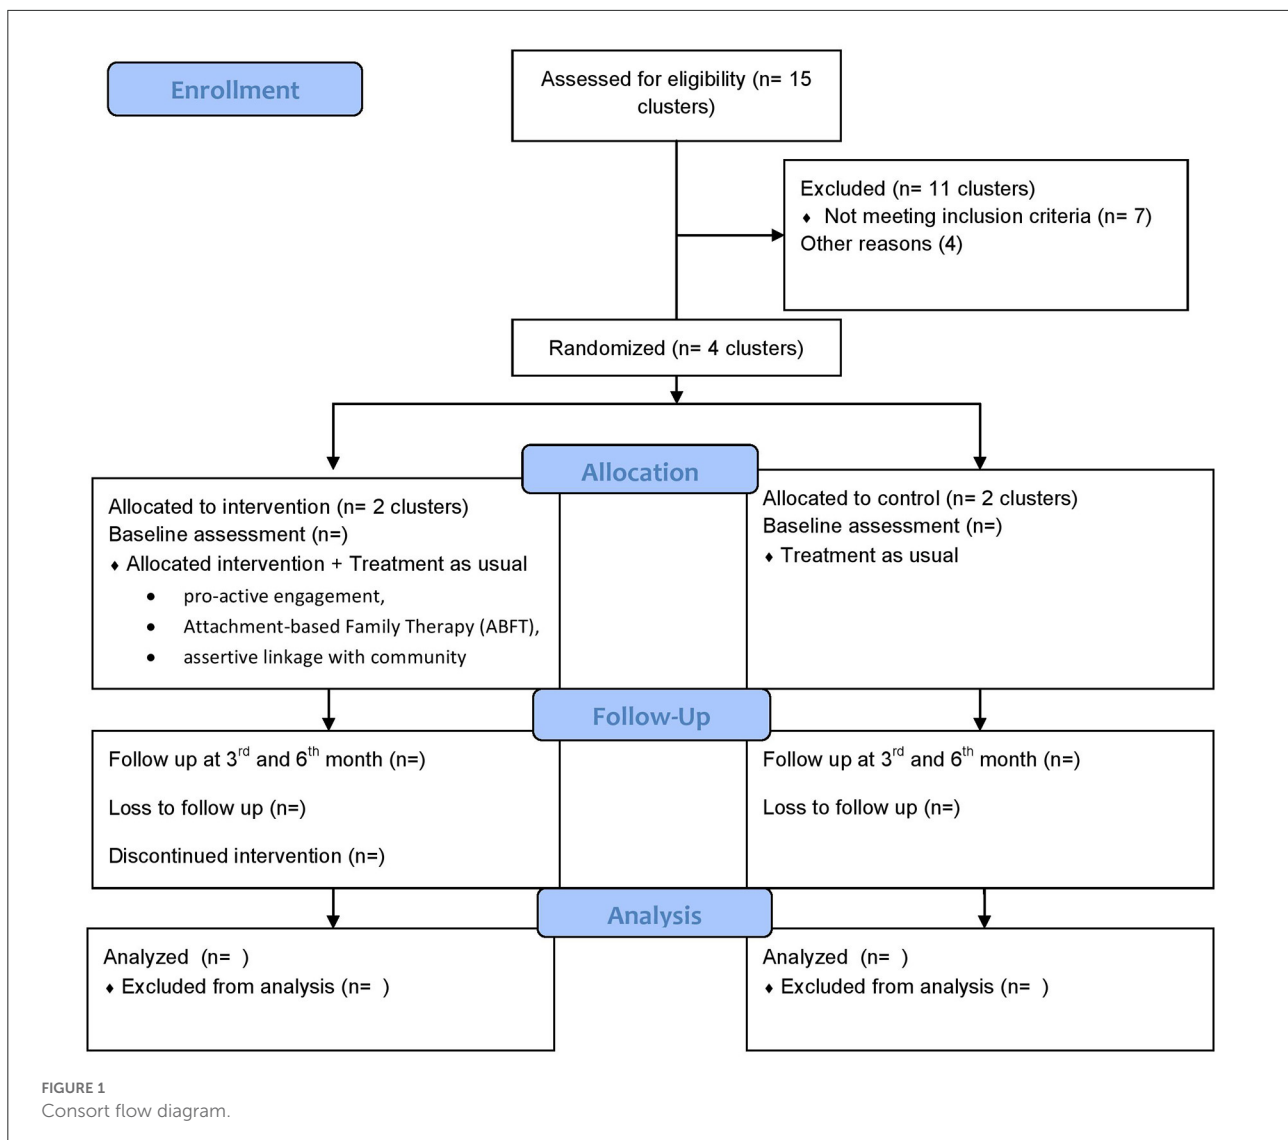 Enrollment
Assessed for eligibility (n= 15
clusters)
Excluded (n= 11 clusters)
♦ Not meeting inclusion criteria (n= 7)
Other reasons (4)
Randomized (n= 4 clusters)
Allocation
Allocated to intervention (n= 2 clusters)
Baseline assessment (n=)
♦ Allocated intervention + Treatment as usual
• pro-active engagement,
• Attachment-based Family Therapy (ABFT),
• assertive linkage with community
Allocated to control (n= 2 clusters)
Baseline assessment (n=)
♦ Treatment as usual
Follow-Up
Follow up at 3rd and 6th month (n=)
Loss to follow up (n=)
Discontinued intervention (n=)
Follow up at 3rd and 6th month (n=)
Loss to follow up (n=)
Analysis
Analyzed (n= )
♦ Excluded from analysis (n= )
Analyzed (n= )
♦ Excluded from analysis (n= )
FIGURE 1
Consort flow diagram.